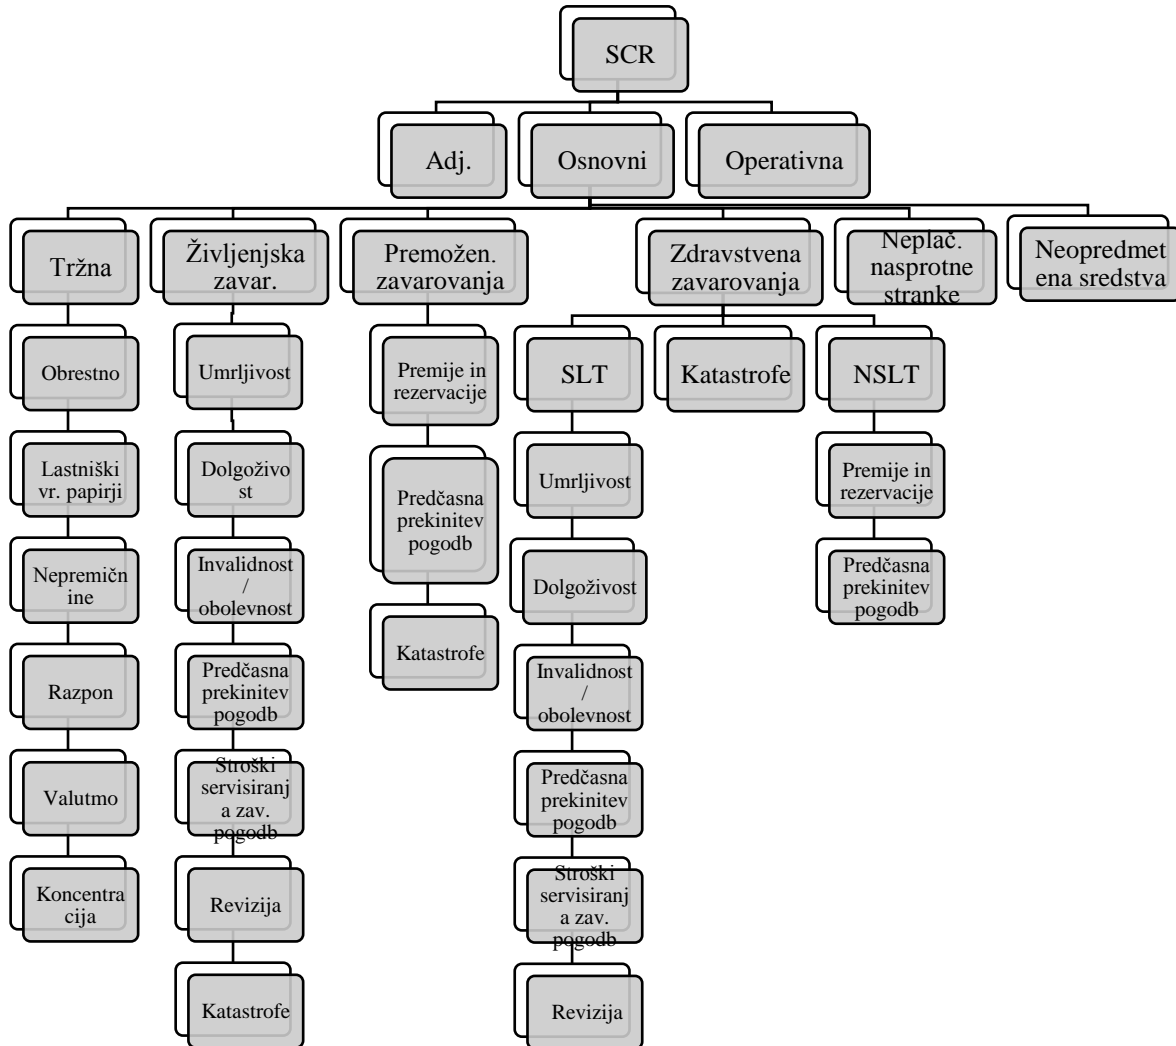 SCR
Adj.
Osnovni
Operativna
Tržna
Življenjska
zavar.
Premožen.
zavarovanja
Zdravstvena
zavarovanja
Neplač.
nasprotne
stranke
Neopredmet
ena sredstva
Obrestno
Lastniški
vr. papirji
Nepremičn
ine
Razpon
Valutmo
Koncentra
cija
Umrljivost
Dolgoživo
st
Invalidnost
/
obolevnost
Predčasna
prekinitev
pogodb
Stroški
servisiranj
a zav.
pogodb
Revizija
Katastrofe
Premije in
rezervacije
Predčasna
prekinitev
pogodb
Katastrofe
SLT
Umrljivost
Dolgoživost
Invalidnost
/
obolevnost
Predčasna
prekinitev
pogodb
Stroški
servisiranj
a zav.
pogodb
Revizija
Katastrofe
NSLT
Premije in
rezervacije
Predčasna
prekinitev
pogodb